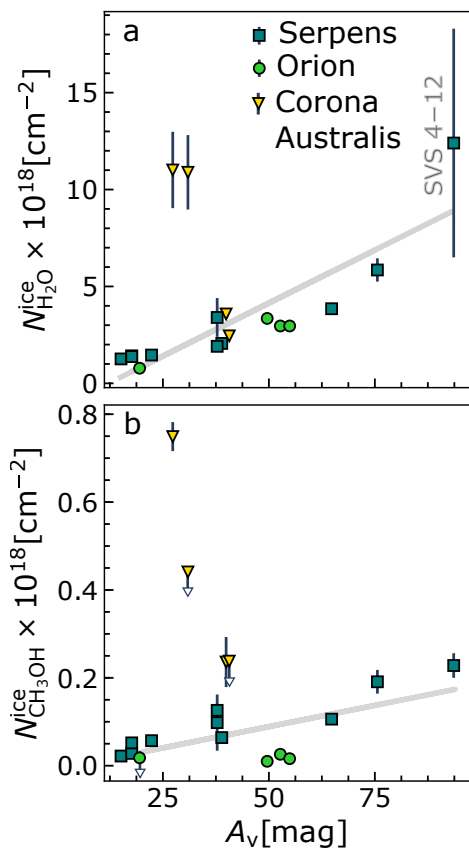 a
Serpens
Orion
Corona
Australis
SVS 4−12
15
10
5
0
N^ice_H₂O × 10^18 [cm^−2]
b
0.8
0.6
0.4
0.2
0.0
N^ice_CH₃OH × 10^18 [cm^−2]
25 50 75
A_v [mag]